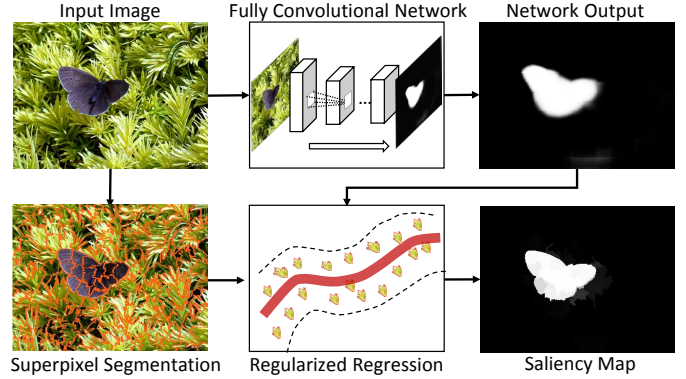 Input Image
Fully Convolutional Network
Network Output
Superpixel Segmentation
Regularized Regression
Saliency Map